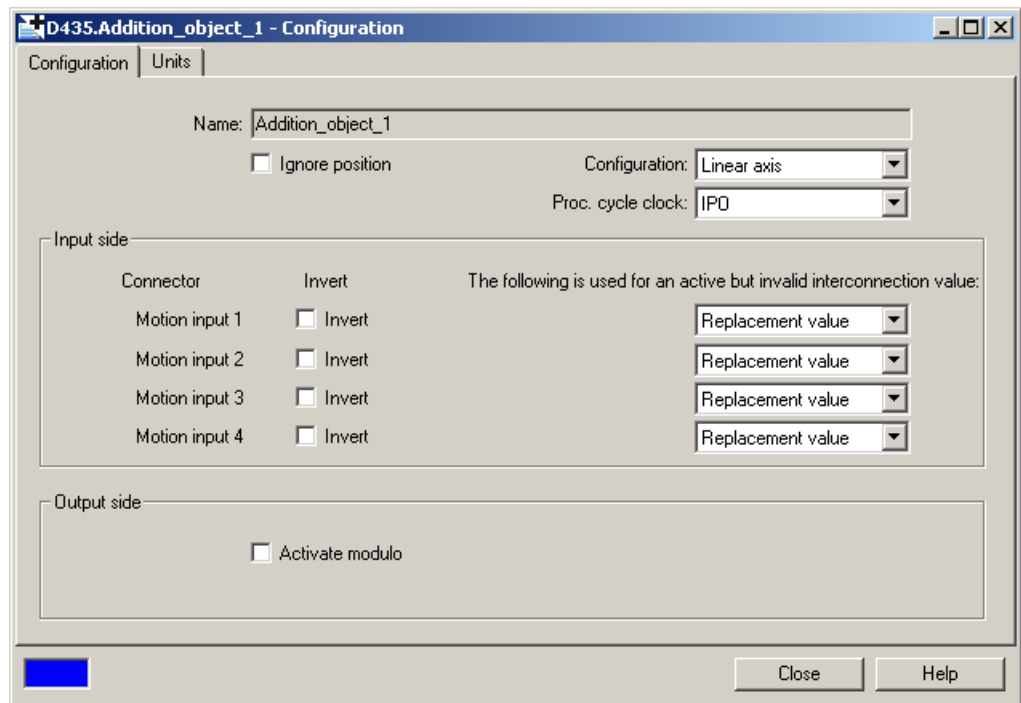 D435.Addition_object_1 - Configuration
Configuration Units
Name: Addition_object_1
Ignore position Configuration: Linear axis
Proc. cycle clock: IPO
Input side
Connector Invert The following is used for an active but invalid interconnection value:
Motion input 1 Invert Replacement value
Motion input 2 Invert Replacement value
Motion input 3 Invert Replacement value
Motion input 4 Invert Replacement value
Output side
Activate modulo
Close Help